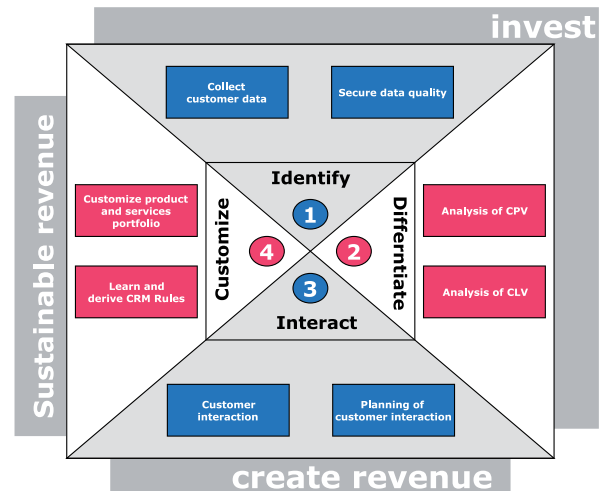 invest
Collect
customer data
Secure data quality
Sustainable revenue
Customize product
and services
portfolio
Learn and
derive CRM Rules
Identify
1
Customize
4
2
Differntiate
3
Interact
Analysis of CPV
Analysis of CLV
Customer
interaction
Planning of
customer interaction
create revenue